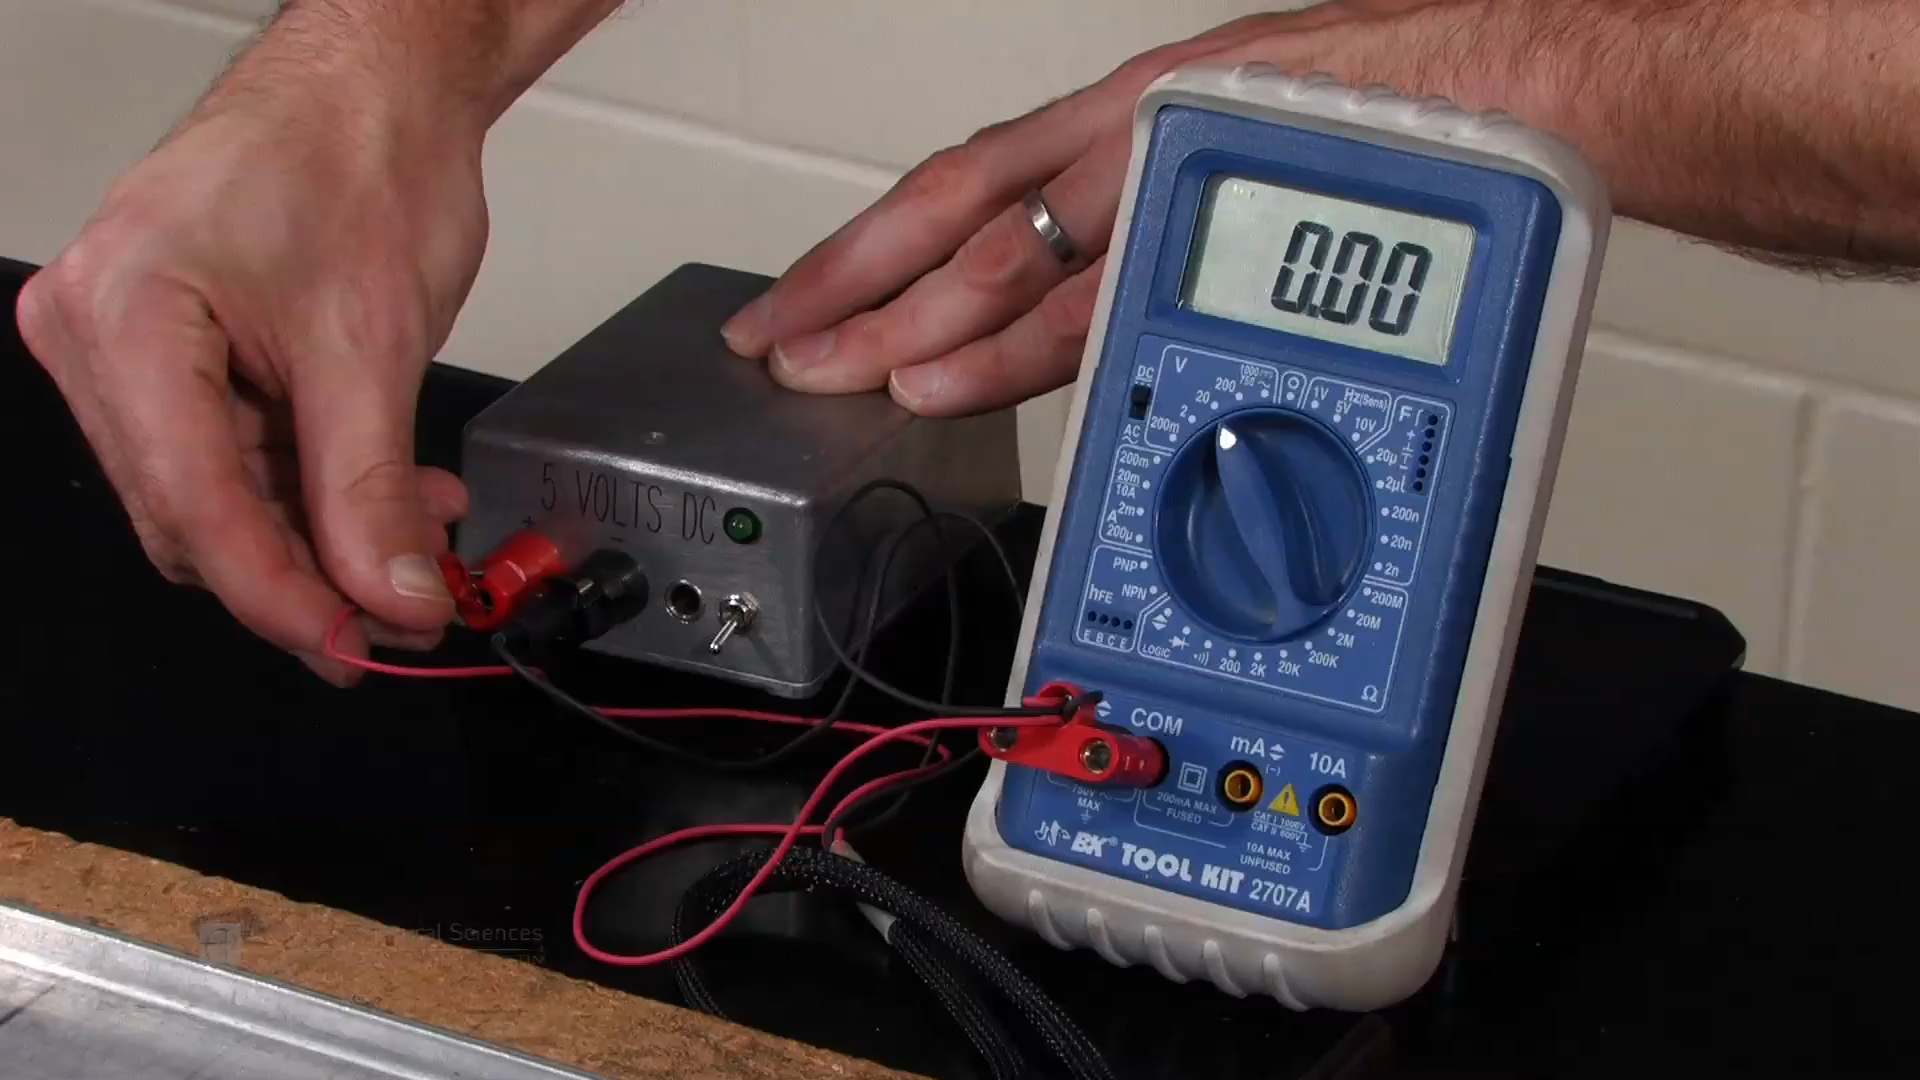 0.00
5 VOLTS DC
+ −
DC
V
200m 2 20 200 1000 750
1V 5V 10V
Hz(Sens)
F
AC
200m
20m
10A
2m
A
200µ
20µ
2µ
200n
20n
2n
PNP
hFE NPN
E B C E
LOGIC
200 2K 20K 200K 2M 20M 200M
Ω
COM
mA
(-)
10A
750V
MAX
200mA MAX
FUSED
CAT I 1000V
CAT II 600V
10A MAX
UNFUSED
BK® TOOL KIT 2707A
Sciences